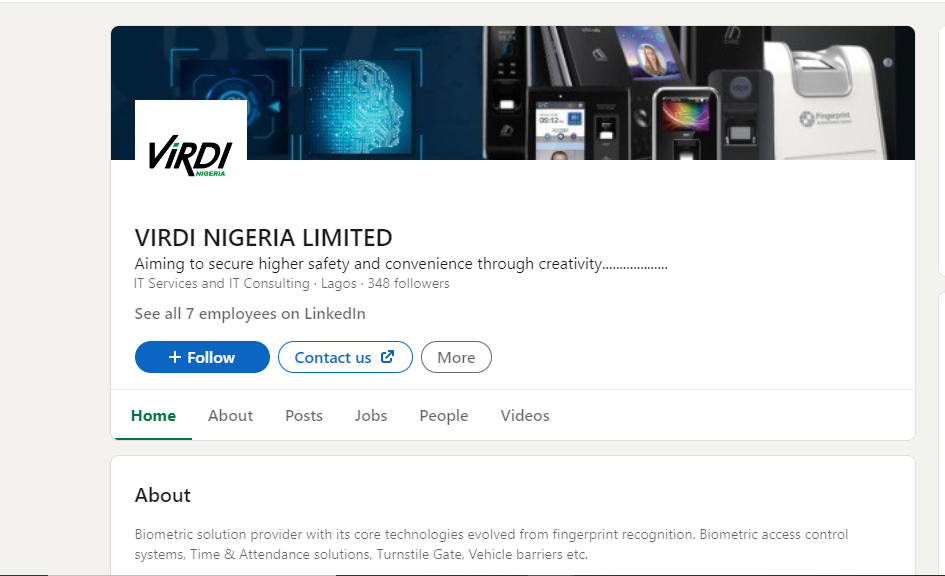 ViRDI
NIGERIA
Fingerprint
VIRDI NIGERIA LIMITED
Aiming to secure higher safety and convenience through creativity...................
IT Services and IT Consulting · Lagos · 348 followers
See all 7 employees on LinkedIn
+ Follow
Contact us
More
Home
About
Posts
Jobs
People
Videos
About
Biometric solution provider with its core technologies evolved from fingerprint recognition. Biometric access control
systems, Time & Attendance solutions, Turnstile Gate, Vehicle barriers etc.